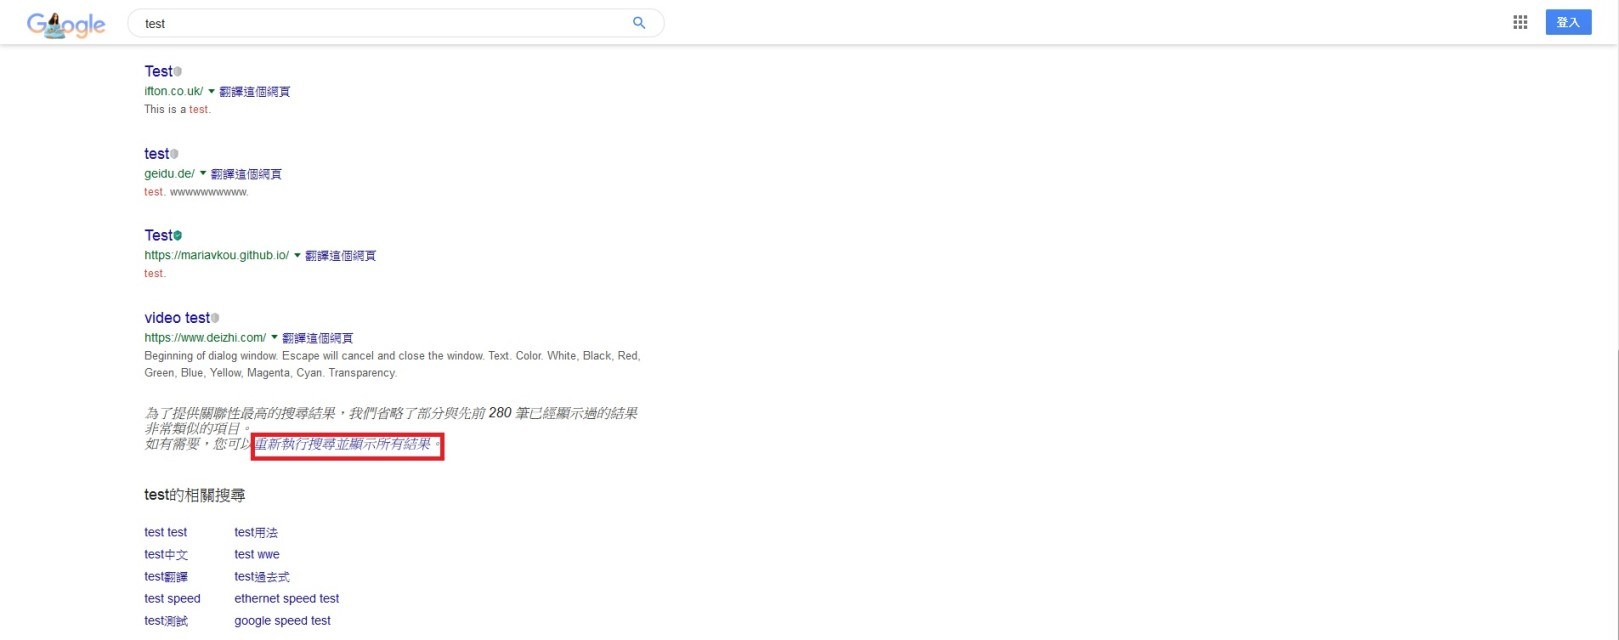 Google
test
登入
Test
ifton.co.uk/ 翻譯這個網頁
This is a test.
test
geidu.de/ 翻譯這個網頁
test. wwwwwwwwww.
Test
https://mariavkou.github.io/ 翻譯這個網頁
test.
video test
https://www.deizhi.com/ 翻譯這個網頁
Beginning of dialog window. Escape will cancel and close the window. Text. Color. White, Black, Red,
Green, Blue, Yellow, Magenta, Cyan. Transparency.
為了提供關聯性最高的搜尋結果，我們省略了部分與先前 280 筆已經顯示過的結果
非常類似的項目。
如有需要，您可以重新執行搜尋並顯示所有結果。
test的相關搜尋
test test test用法
test中文 test wwe
test翻譯 test過去式
test speed ethernet speed test
test測試 google speed test